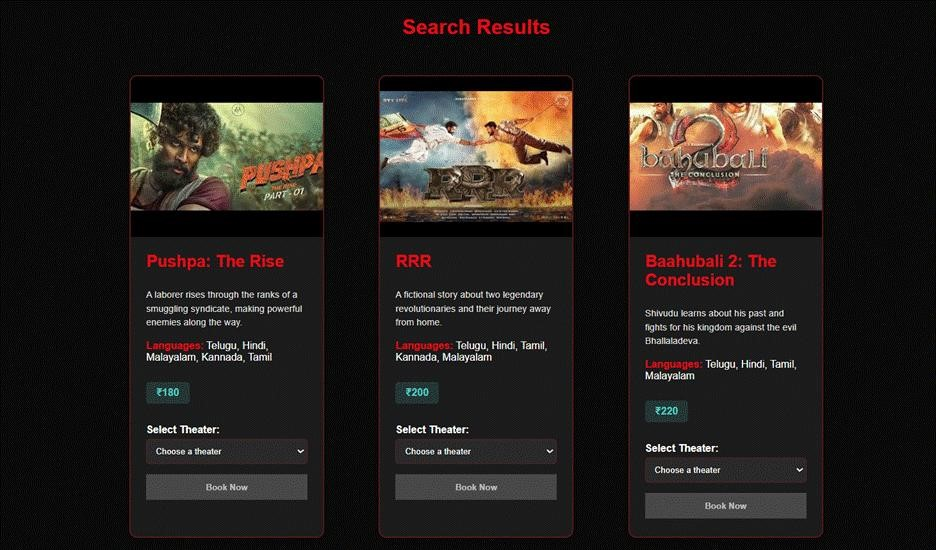 Search Results
PUSHPA
THE RISE
PART - 01
Pushpa: The Rise
A laborer rises through the ranks of a
smuggling syndicate, making powerful
enemies along the way.
Languages: Telugu, Hindi,
Malayalam, Kannada, Tamil
₹180
Select Theater:
Choose a theater
Book Now
RRR
RRR
A fictional story about two legendary
revolutionaries and their journey away
from home.
Languages: Telugu, Hindi, Tamil,
Kannada, Malayalam
₹200
Select Theater:
Choose a theater
Book Now
2
bahubali
THE CONCLUSION
Baahubali 2: The
Conclusion
Shivudu learns about his past and
fights for his kingdom against the evil
Bhallaladeva.
Languages: Telugu, Hindi, Tamil,
Malayalam
₹220
Select Theater:
Choose a theater
Book Now